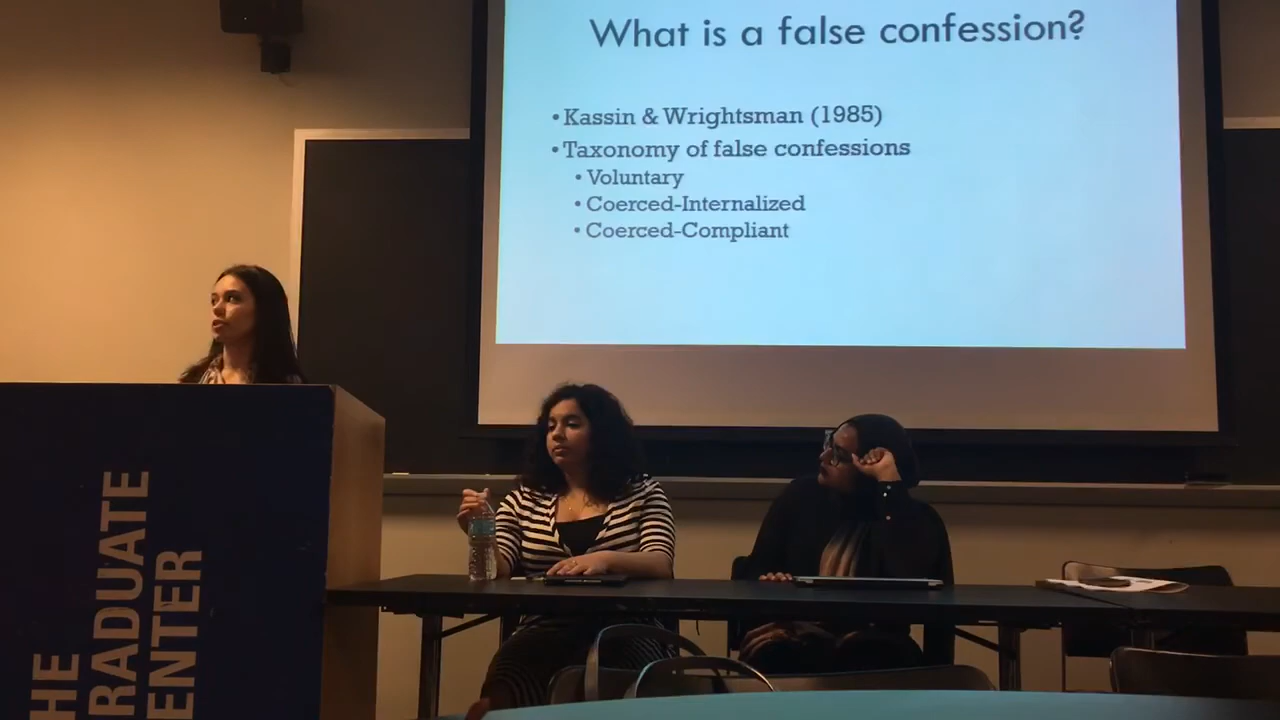 What is a false confession?
• Kassin & Wrightsman (1985)
• Taxonomy of false confessions
• Voluntary
• Coerced-Internalized
• Coerced-Compliant
HE
RADUATE
ENTER